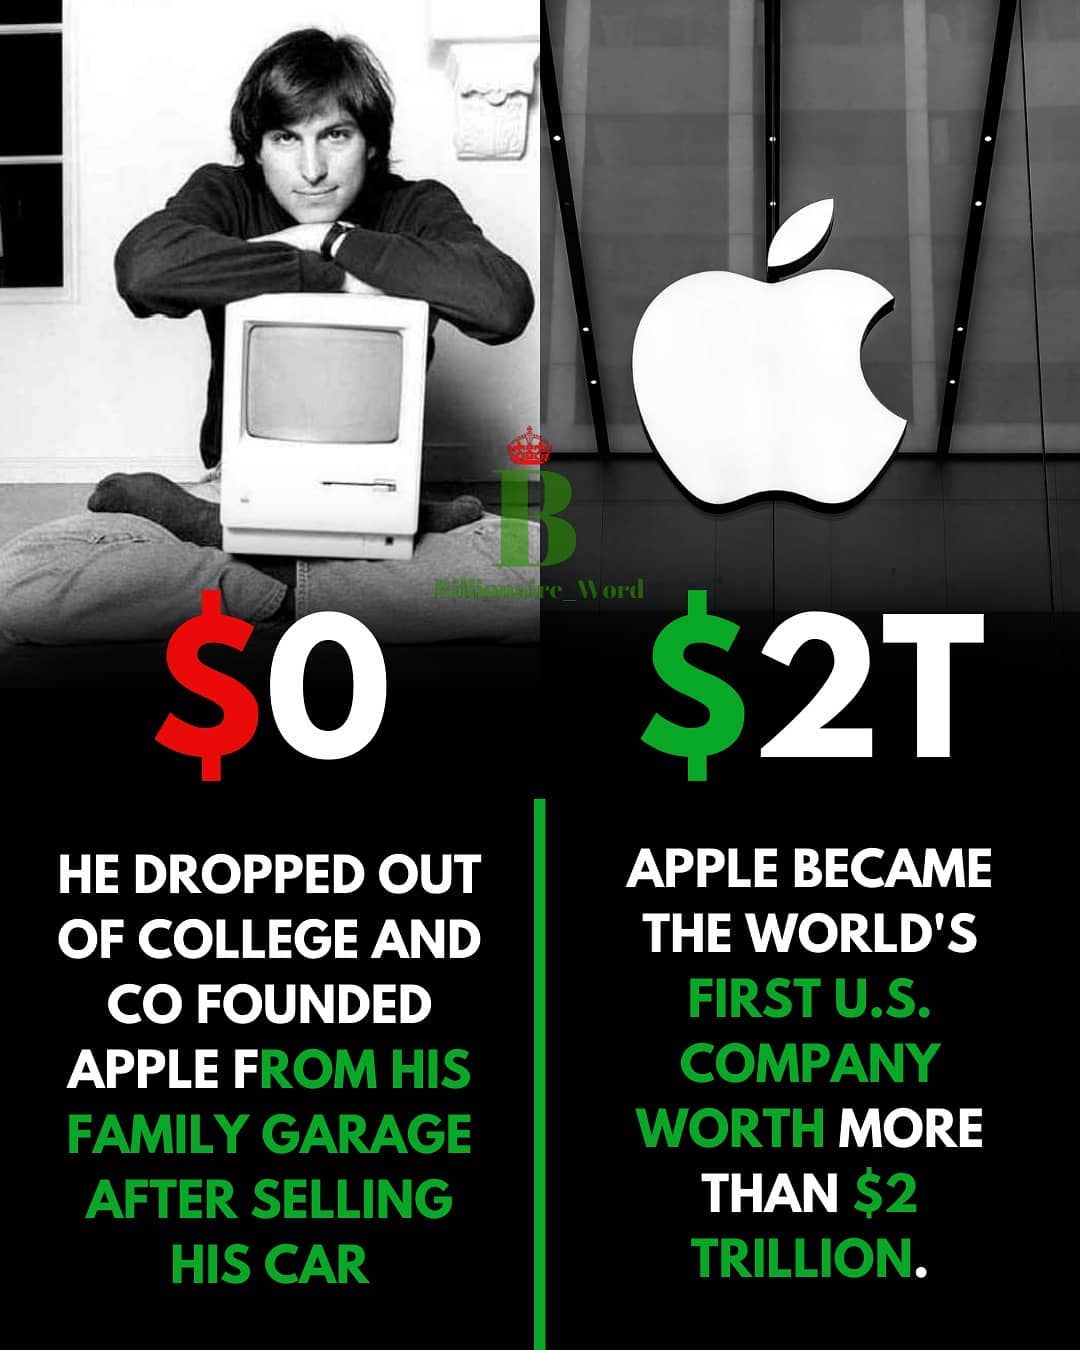 B
Billionaire_Word
$0
HE DROPPED OUT
OF COLLEGE AND
CO FOUNDED
APPLE FROM HIS
FAMILY GARAGE
AFTER SELLING
HIS CAR
$2T
APPLE BECAME
THE WORLD'S
FIRST U.S.
COMPANY
WORTH MORE
THAN $2
TRILLION.